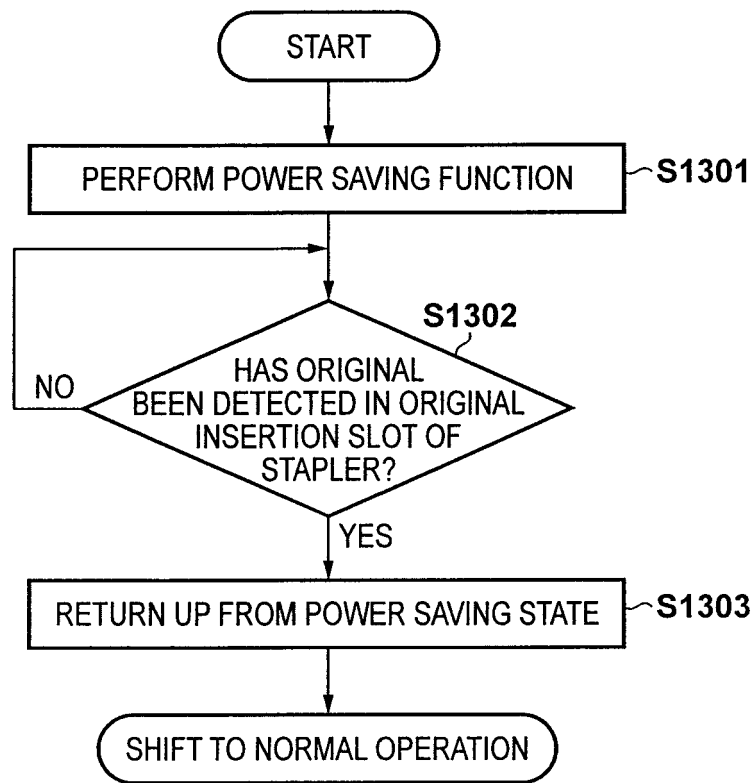 START
PERFORM POWER SAVING FUNCTION
S1301
S1302
HAS ORIGINAL
BEEN DETECTED IN ORIGINAL
INSERTION SLOT OF
STAPLER?
NO
YES
RETURN UP FROM POWER SAVING STATE
S1303
SHIFT TO NORMAL OPERATION